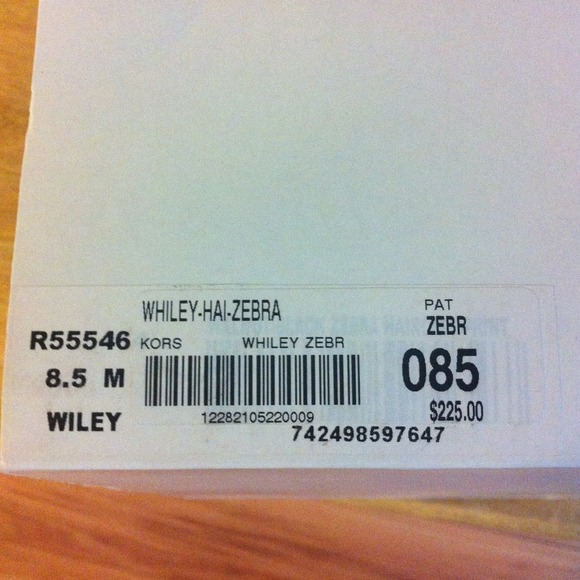 WHILEY-HAI-ZEBRA
PAT
R55546 KORS WHILEY ZEBR ZEBR
8.5 M
085
WILEY
$225.00
12282105220009
742498597647